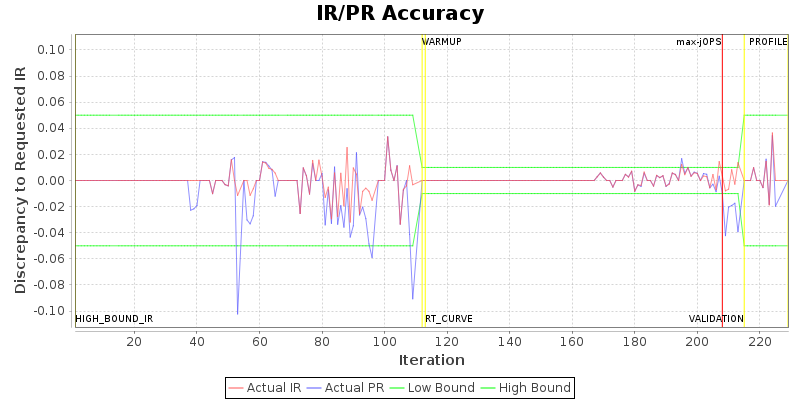 IR/PR Accuracy
WARMUP
max-jOPS
PROFILE
0.10
0.08
0.06
0.04
0.02
0.00
-0.02
-0.04
-0.06
-0.08
-0.10
Discrepancy to Requested IR
HIGH_BOUND_IR
RT_CURVE
VALIDATION
20
40
60
80
100
120
140
160
180
200
220
Iteration
Actual IR
Actual PR
Low Bound
High Bound